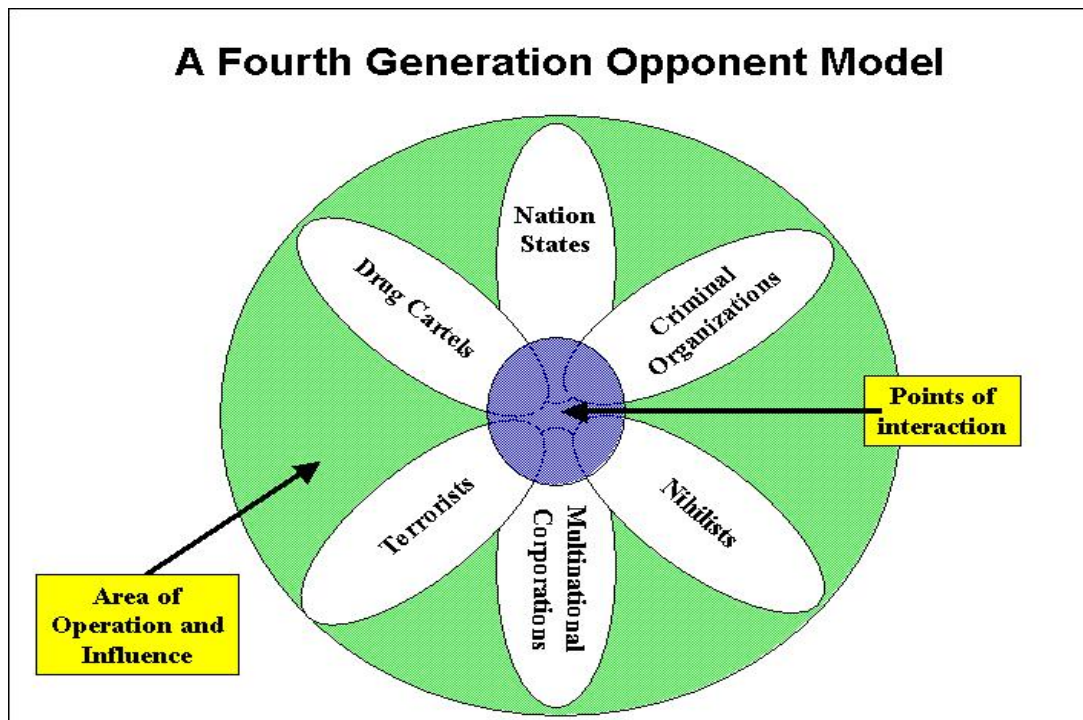 A Fourth Generation Opponent Model
Nation
States
Drug Cartels
Criminal
Organizations
Points of
interaction
Terrorists
Multinational
Corporations
Nihilists
Area of
Operation and
Influence